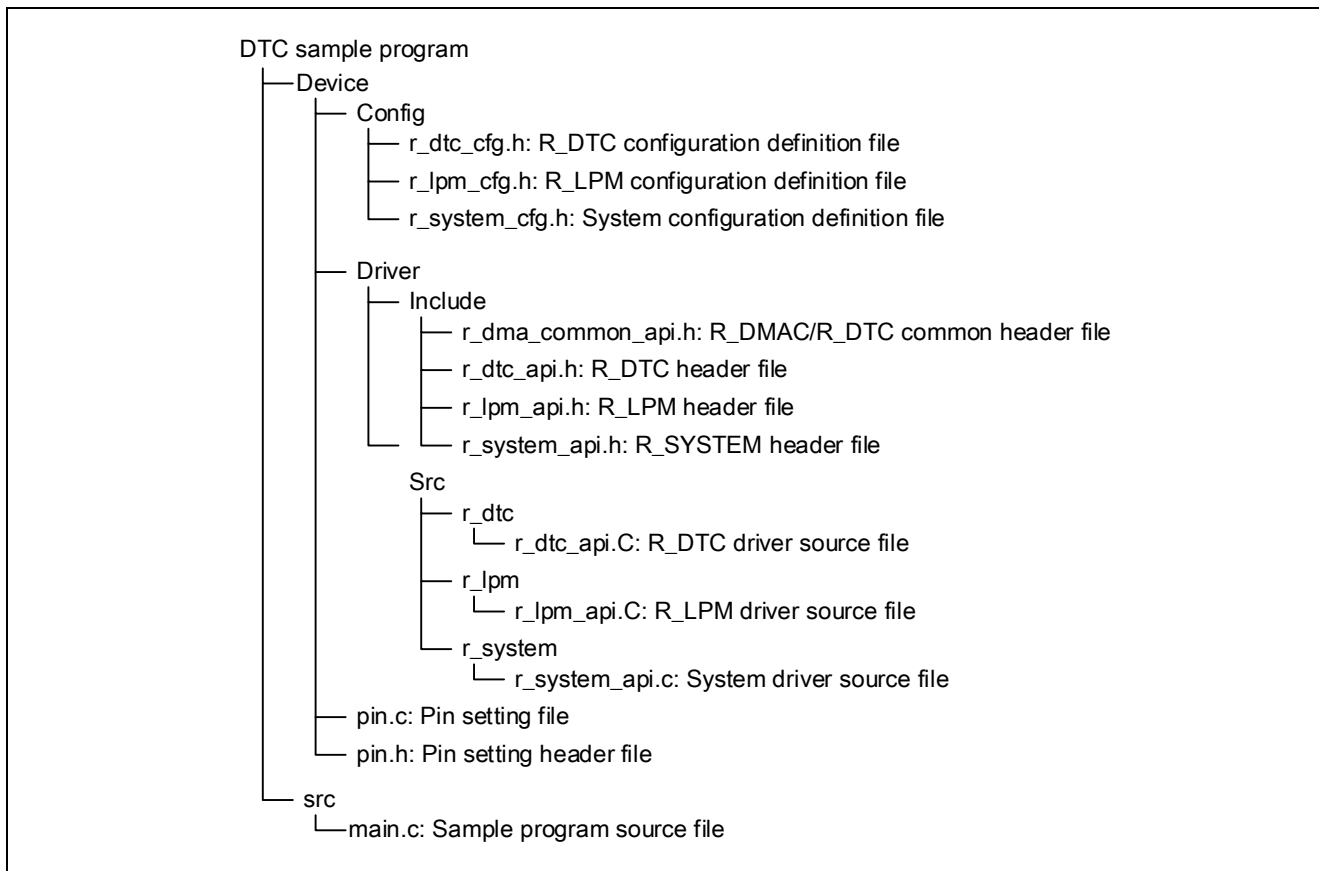 DTC sample program
Device
Config
r_dtc_cfg.h: R_DTC configuration definition file
r_lpm_cfg.h: R_LPM configuration definition file
r_system_cfg.h: System configuration definition file
Driver
Include
r_dma_common_api.h: R_DMAC/R_DTC common header file
r_dtc_api.h: R_DTC header file
r_lpm_api.h: R_LPM header file
r_system_api.h: R_SYSTEM header file
Src
r_dtc
r_dtc_api.C: R_DTC driver source file
r_lpm
r_lpm_api.C: R_LPM driver source file
r_system
r_system_api.c: System driver source file
pin.c: Pin setting file
pin.h: Pin setting header file
src
main.c: Sample program source file